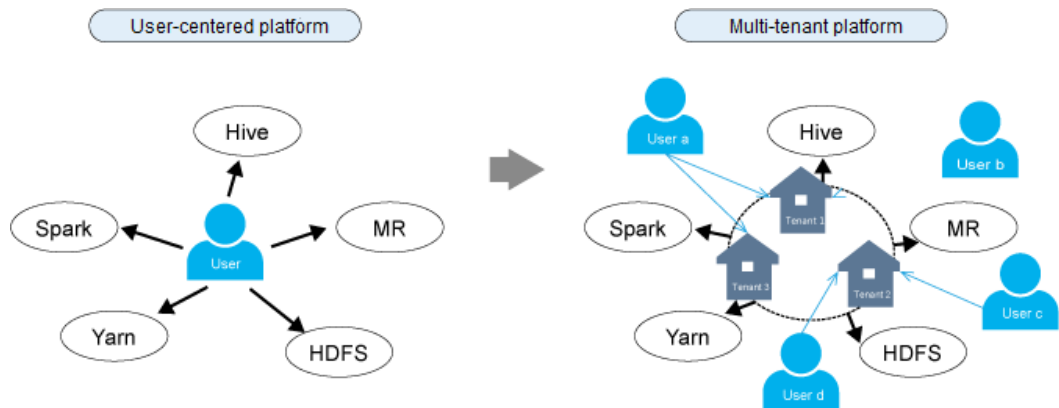 User-centered platform
Multi-tenant platform
Hive
Spark
MR
User
Yarn
HDFS
User a
Hive
User b
Tenant 1
Spark
MR
Tenant 3
Tenant 2
User c
Yarn
HDFS
User d